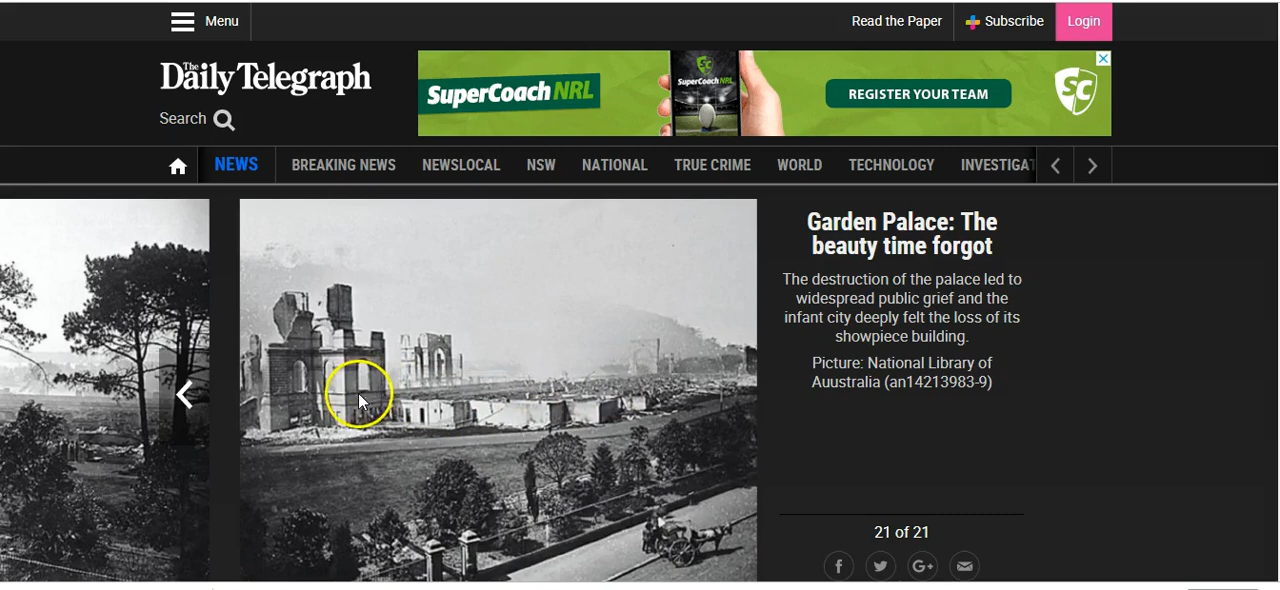 Menu
Read the Paper
Subscribe
Login
The Daily Telegraph
Search
SuperCoach NRL
SC
SuperCoach NRL
REGISTER YOUR TEAM
SC
NEWS
BREAKING NEWS
NEWSLOCAL
NSW
NATIONAL
TRUE CRIME
WORLD
TECHNOLOGY
INVESTIGAT
Garden Palace: The
beauty time forgot
The destruction of the palace led to
widespread public grief and the
infant city deeply felt the loss of its
showpiece building.
Picture: National Library of
Auustralia (an14213983-9)
21 of 21
f
G+